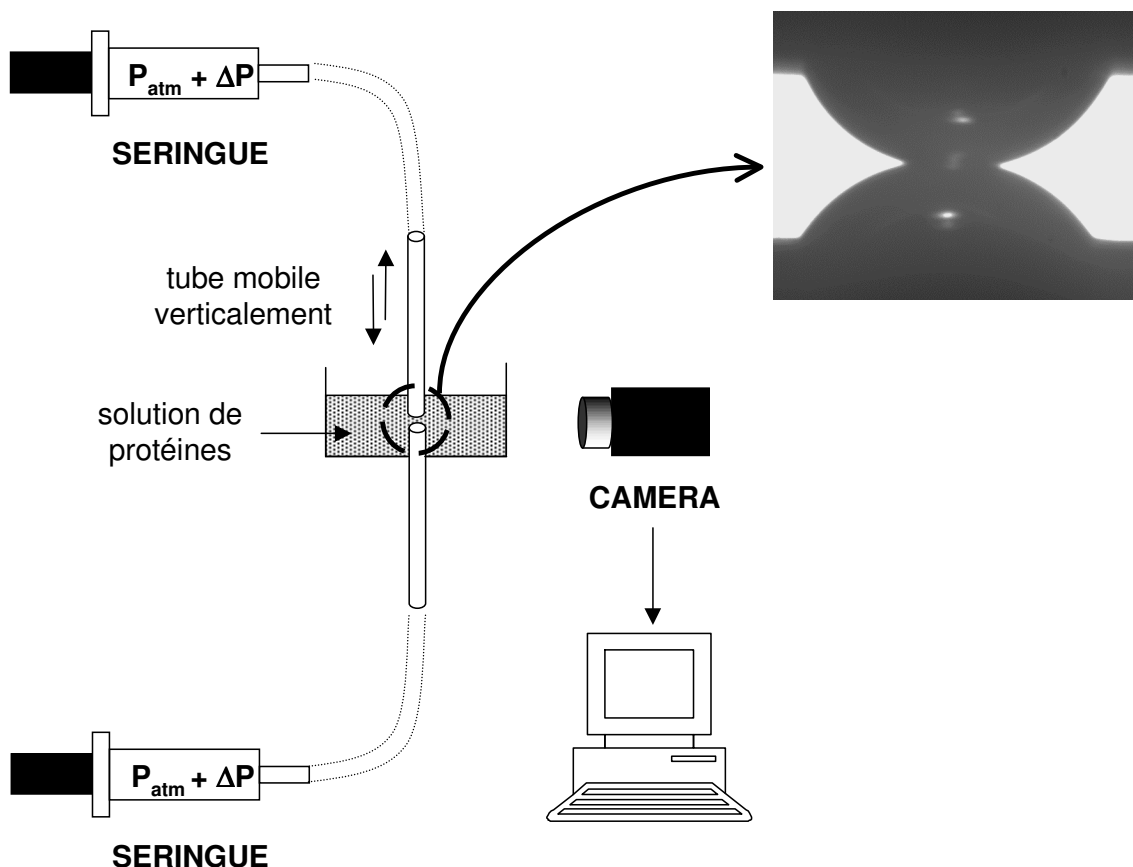 P_atm + ΔP
SERINGUE
tube mobile
verticalement
solution de
protéines
CAMERA
P_atm + ΔP
SERINGUE